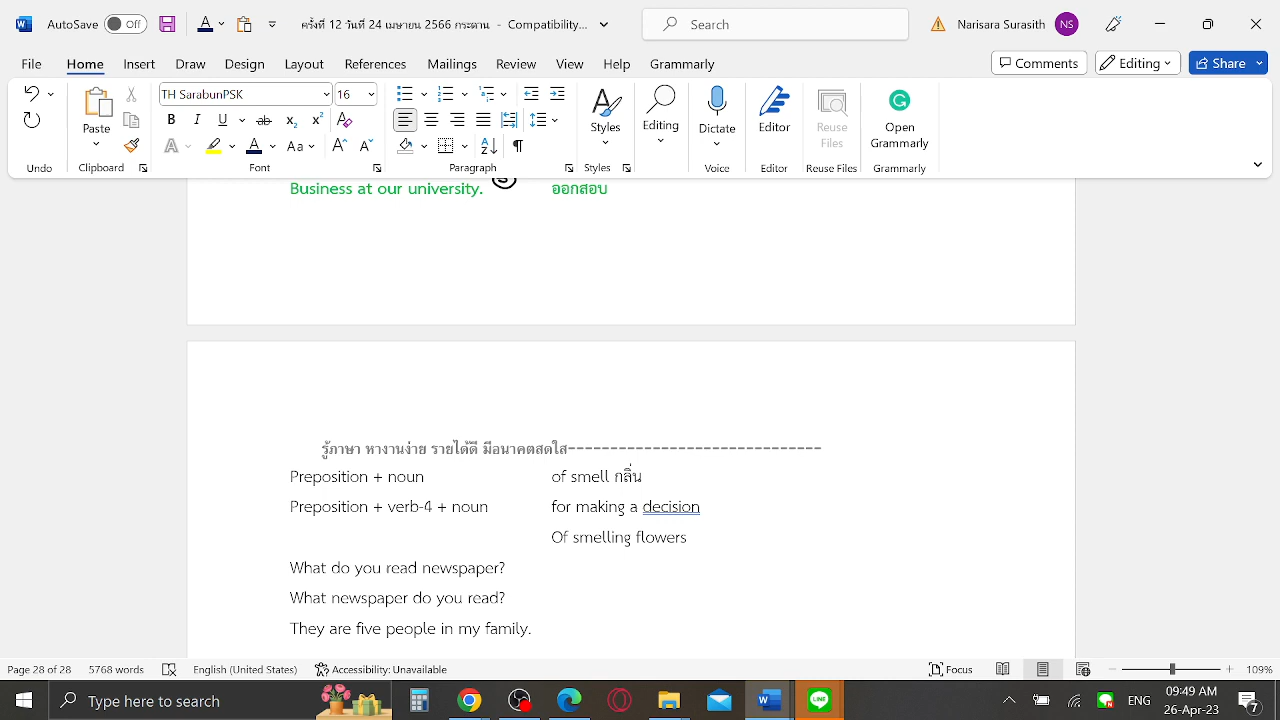 AutoSave Off ครั้งที่ 12 วันที่ 24 เมษายน 2566 กระดาน - Compatibility... Search Narisara Surasith NS
File Home Insert Draw Design Layout References Mailings Review View Help Grammarly Comments Editing Share
TH SarabunPSK 16
Paste Styles Editing Dictate Editor Reuse Files Open Grammarly
Undo Clipboard Font Paragraph Styles Voice Editor Reuse Files Grammarly
Business at our university. ออกสอบ
รู้ภาษา หางานง่าย รายได้ดี มีอนาคตสดใส------------------------------
Preposition + noun of smell กลิ่น
Preposition + verb-4 + noun for making a decision
Of smelling flowers
What do you read newspaper?
What newspaper do you read?
They are five people in my family.
Page 28 of 28 5768 words English (United States) Accessibility: Unavailable Focus 109%
Type here to search ENG 09:49 AM
26-Apr-23 7